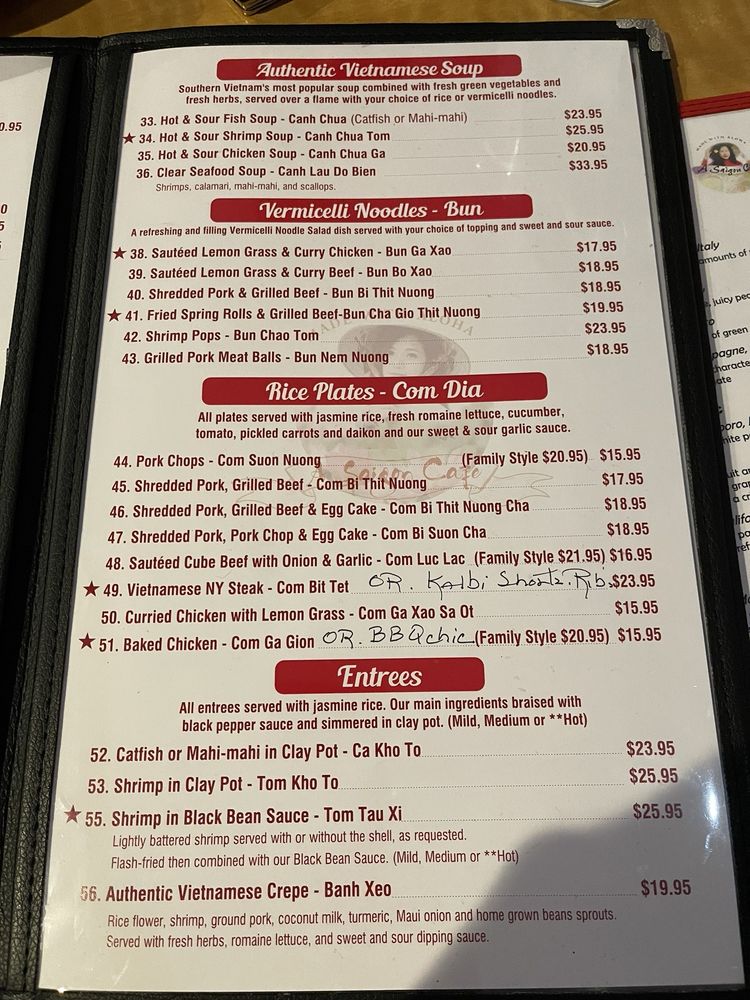 Authentic Vietnamese Soup
Southern Vietnam's most popular soup combined with fresh green vegetables and
fresh herbs, served over a flame with your choice of rice or vermicelli noodles.
33. Hot & Sour Fish Soup - Canh Chua (Catfish or Mahi-mahi) $23.95
★ 34. Hot & Sour Shrimp Soup - Canh Chua Tom $25.95
35. Hot & Sour Chicken Soup - Canh Chua Ga $20.95
36. Clear Seafood Soup - Canh Lau Do Bien $33.95
Shrimps, calamari, mahi-mahi, and scallops.
Vermicelli Noodles - Bun
A refreshing and filling Vermicelli Noodle Salad dish served with your choice of topping and sweet and sour sauce.
★ 38. Sautéed Lemon Grass & Curry Chicken - Bun Ga Xao $17.95
39. Sautéed Lemon Grass & Curry Beef - Bun Bo Xao $18.95
40. Shredded Pork & Grilled Beef - Bun Bi Thit Nuong $18.95
★ 41. Fried Spring Rolls & Grilled Beef-Bun Cha Gio Thit Nuong $19.95
42. Shrimp Pops - Bun Chao Tom $23.95
43. Grilled Pork Meat Balls - Bun Nem Nuong $18.95
Rice Plates - Com Dia
All plates served with jasmine rice, fresh romaine lettuce, cucumber,
tomato, pickled carrots and daikon and our sweet & sour garlic sauce.
44. Pork Chops - Com Suon Nuong (Family Style $20.95) $15.95
45. Shredded Pork, Grilled Beef - Com Bi Thit Nuong $17.95
46. Shredded Pork, Grilled Beef & Egg Cake - Com Bi Thit Nuong Cha $18.95
47. Shredded Pork, Pork Chop & Egg Cake - Com Bi Suon Cha $18.95
48. Sautéed Cube Beef with Onion & Garlic - Com Luc Lac (Family Style $21.95) $16.95
★ 49. Vietnamese NY Steak - Com Bit Tet OR. Kalbi Shorts. Rib. $23.95
50. Curried Chicken with Lemon Grass - Com Ga Xao Sa Ot $15.95
★ 51. Baked Chicken - Com Ga Gion OR. BBQ chic (Family Style $20.95) $15.95
Entrees
All entrees served with jasmine rice. Our main ingredients braised with
black pepper sauce and simmered in clay pot. (Mild, Medium or **Hot)
52. Catfish or Mahi-mahi in Clay Pot - Ca Kho To $23.95
53. Shrimp in Clay Pot - Tom Kho To $25.95
★ 55. Shrimp in Black Bean Sauce - Tom Tau Xi $25.95
Lightly battered shrimp served with or without the shell, as requested.
Flash-fried then combined with our Black Bean Sauce. (Mild, Medium or **Hot)
56. Authentic Vietnamese Crepe - Banh Xeo $19.95
Rice flower, shrimp, ground pork, coconut milk, turmeric, Maui onion and home grown beans sprouts.
Served with fresh herbs, romaine lettuce, and sweet and sour dipping sauce.
A Saigon Cafe
MADE WITH ALOHA
A Saigon C
Italy
amounts of
, juicy pea
of green
pagne,